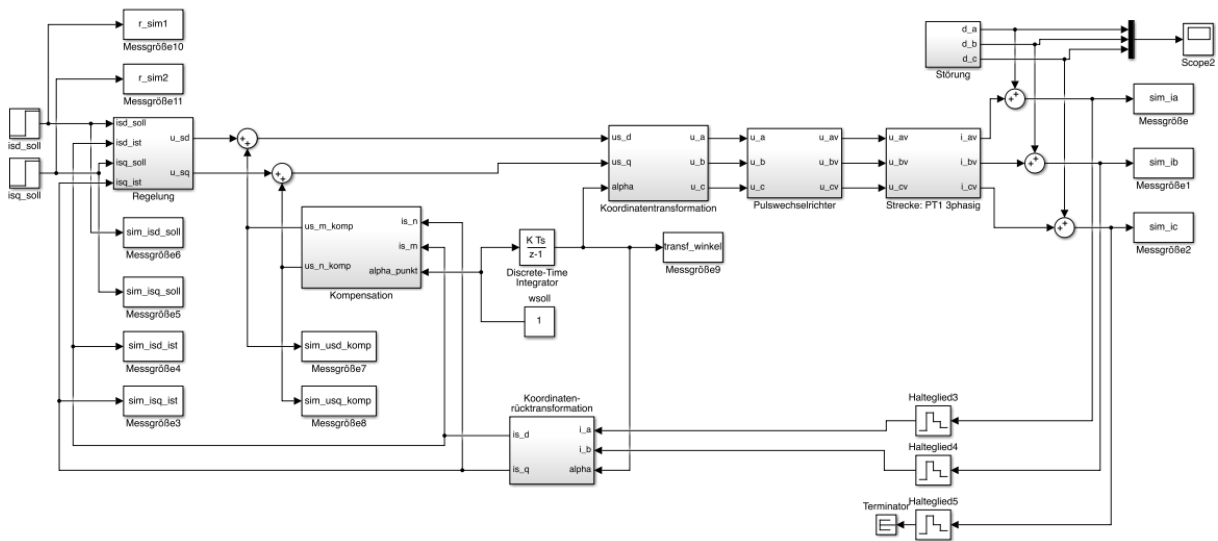 r_sim1
Messgröße10
r_sim2
Messgröße11
isd_soll
isq_soll
isd_soll
isd_ist
isq_soll
isq_ist
u_sd
u_sq
Regelung
sim_isd_soll
Messgröße6
sim_isq_soll
Messgröße5
sim_isd_ist
Messgröße4
sim_isq_ist
Messgröße3
us_m_komp
us_n_komp
is_n
is_m
alpha_punkt
Kompensation
sim_usd_komp
Messgröße7
sim_usq_komp
Messgröße8
K Ts
z-1
Discrete-Time
Integrator
wsoll
1
transf_winkel
Messgröße9
us_d
us_q
alpha
u_a
u_b
u_c
Koordinatentransformation
u_a
u_b
u_c
u_av
u_bv
u_cv
Pulswechselrichter
u_av
u_bv
u_cv
i_av
i_bv
i_cv
Strecke: PT1 3phasig
d_a
d_b
d_c
Störung
Scope2
sim_ia
Messgröße
sim_ib
Messgröße1
sim_ic
Messgröße2
Koordinaten-
rücktransformation
is_d
is_q
i_a
i_b
alpha
Halteglied3
Halteglied4
Halteglied5
Terminator